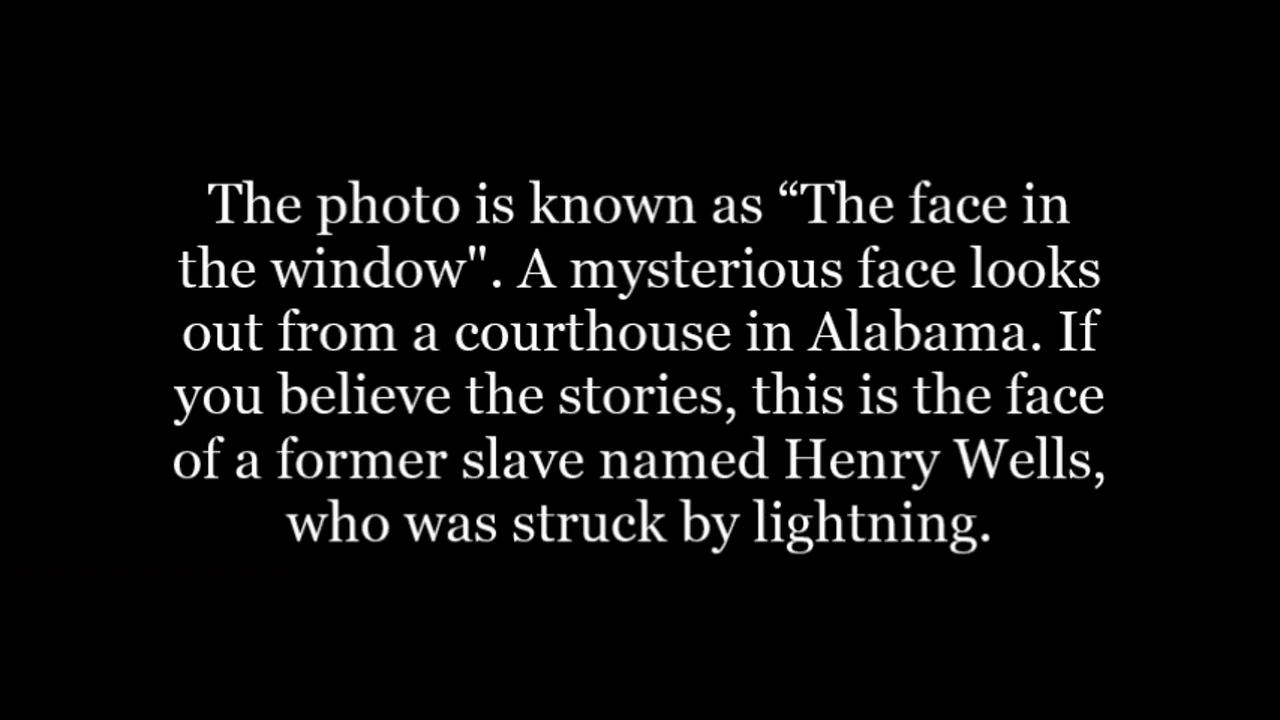 The photo is known as “The face in
the window". A mysterious face looks
out from a courthouse in Alabama. If
you believe the stories, this is the face
of a former slave named Henry Wells,
who was struck by lightning.